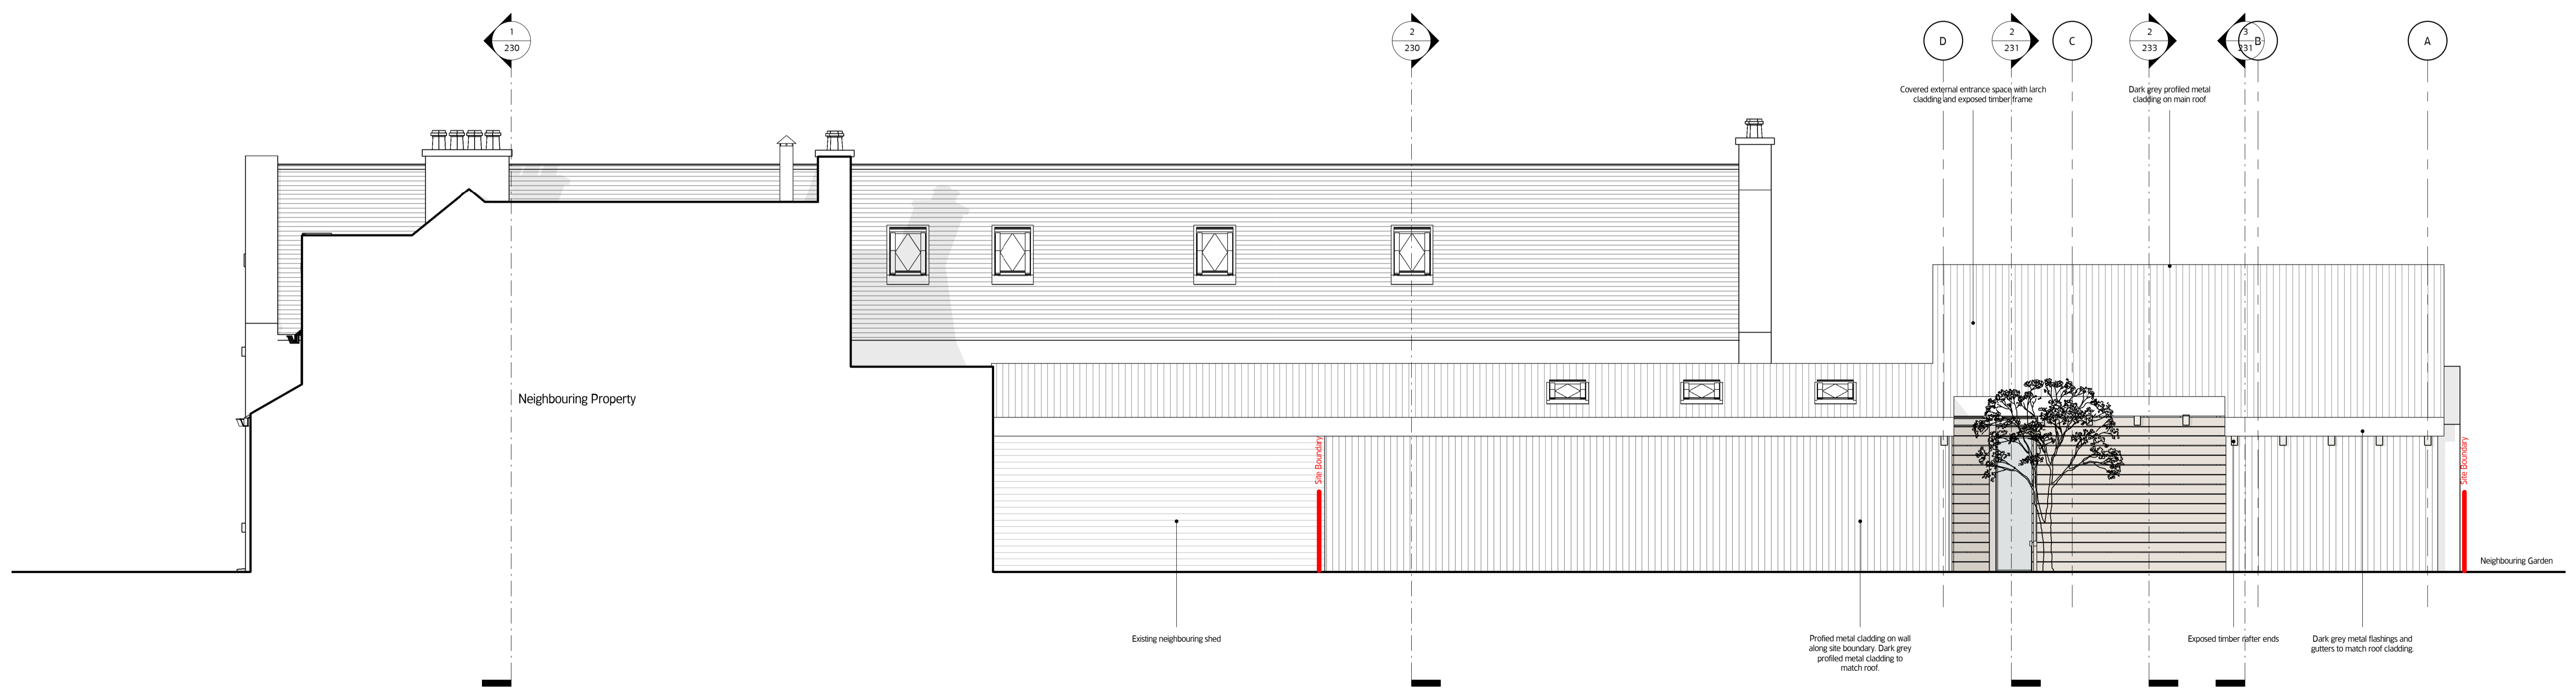 1
230
2
230
D
2
231
C
2
233
3
231
B
A
Covered external entrance space with larch
cladding and exposed timber frame
Dark grey profiled metal
cladding on main roof
Neighbouring Property
Site Boundary
Site Boundary
Neighbouring Garden
Existing neighbouring shed
Profied metal cladding on wall
along site boundary. Dark grey
profiled metal cladding to
match roof.
Exposed timber rafter ends
Dark grey metal flashings and
gutters to match roof cladding.